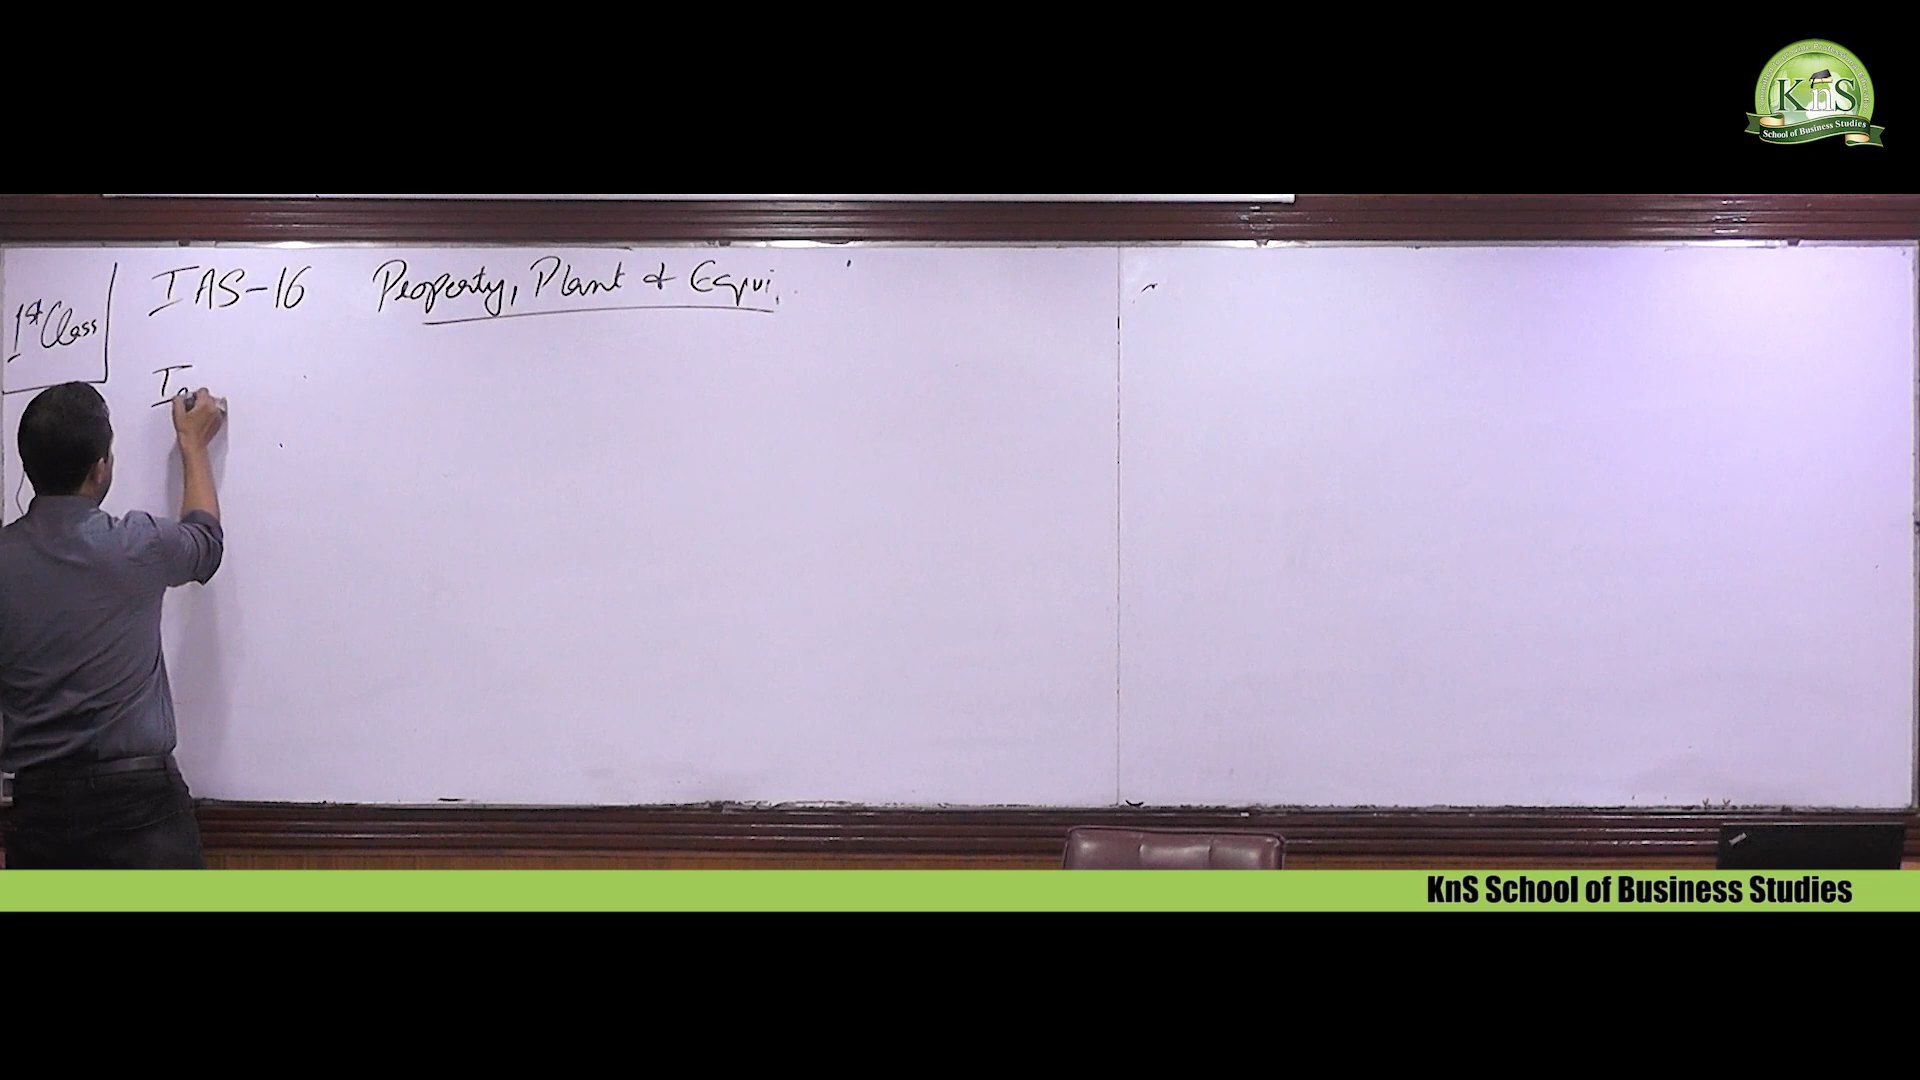 KnS
School of Business Studies
IAS-16 Property, Plant & Equi.
1st Class
KnS School of Business Studies